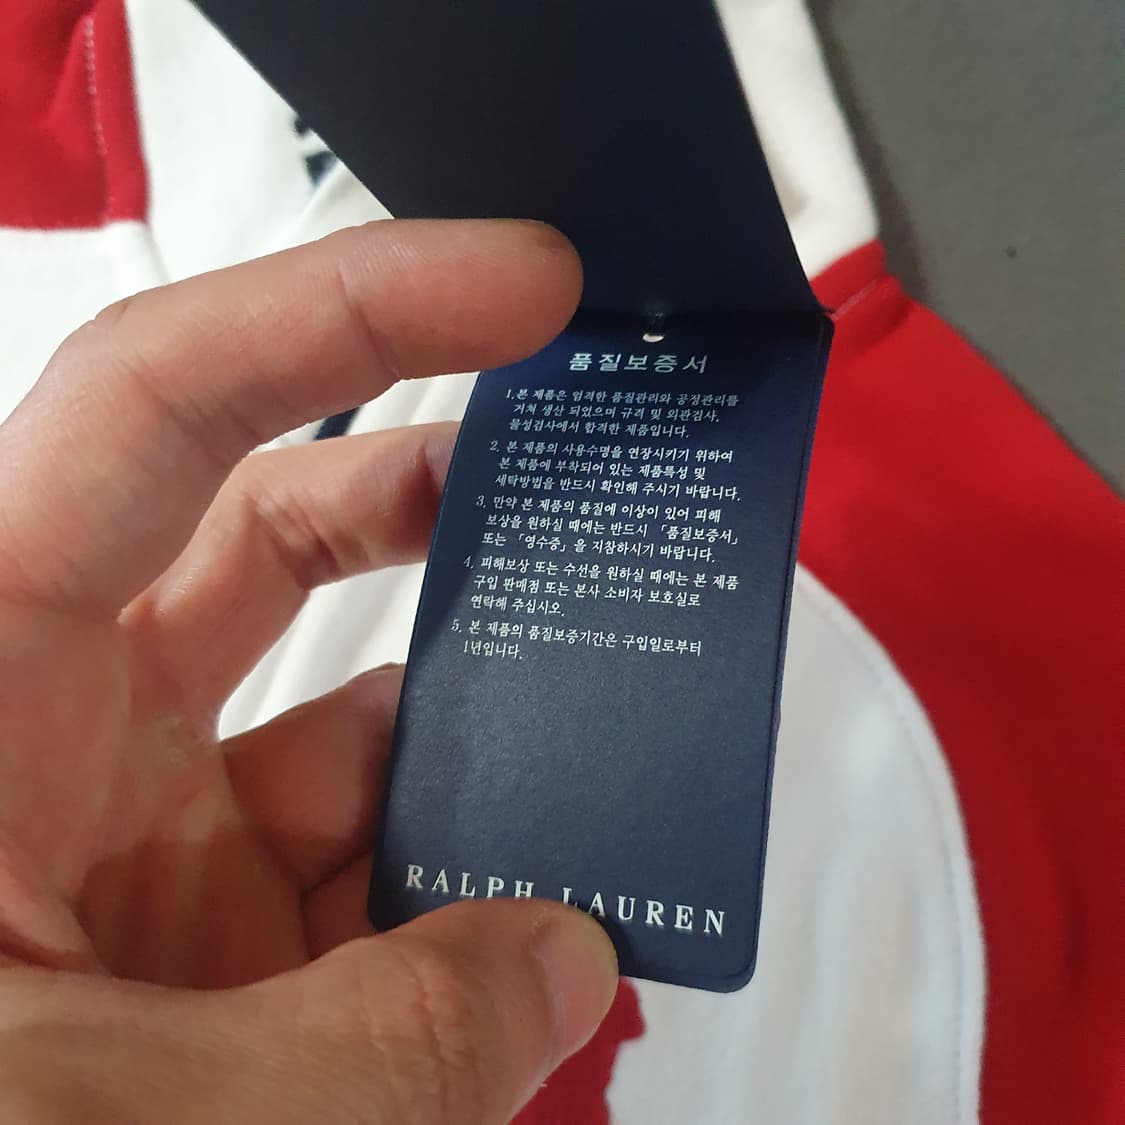 품질보증서
1.본 제품은 엄격한 품질관리와 공정관리를
거쳐 생산 되었으며 규격 및 외관검사,
물성검사에서 합격한 제품입니다.
2. 본 제품의 사용수명을 연장시키기 위하여
본 제품에 부착되어 있는 제품특성 및
세탁방법을 반드시 확인해 주시기 바랍니다.
3. 만약 본 제품의 품질에 이상이 있어 피해
보상을 원하실 때에는 반드시 「품질보증서」
또는 「영수증」을 지참하시기 바랍니다.
4. 피해보상 또는 수선을 원하실 때에는 본 제품
구입 판매점 또는 본사 소비자 보호실로
연락해 주십시오.
5. 본 제품의 품질보증기간은 구입일로부터
1년입니다.
RALPH LAUREN